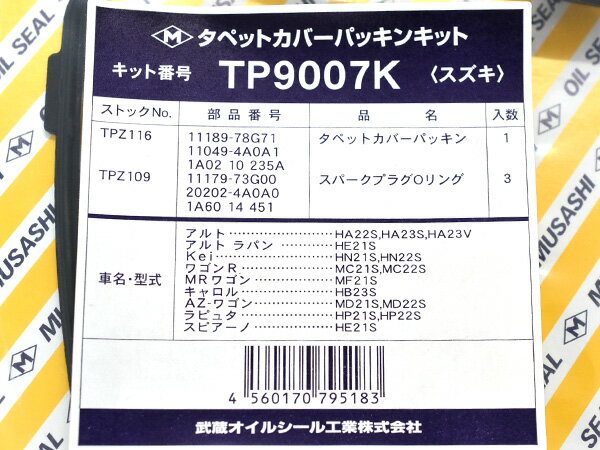 M タペットカバーパッキンキット
キット番号 TP9007K 〈スズキ〉
ストックNo. 部品番号 品名 入数
TPZ116 11189-78G71 タペットカバーパッキン 1
11049-4A0A1
1A02 10 235A
TPZ109 11179-73G00 スパークプラグOリング 3
20202-4A0A0
1A60 14 451
車名・型式
アルト HA22S,HA23S,HA23V
アルト ラパン HE21S
Kei HN21S,HN22S
ワゴンR MC21S,MC22S
MRワゴン MF21S
キャロル HB23S
AZ-ワゴン MD21S,MD22S
ラピュタ HP21S,HP22S
スピアーノ HE21S
4 560170 795183
武蔵オイルシール工業株式会社
MUSASHI
OIL SEAL
MUSASHI
OIL SEAL